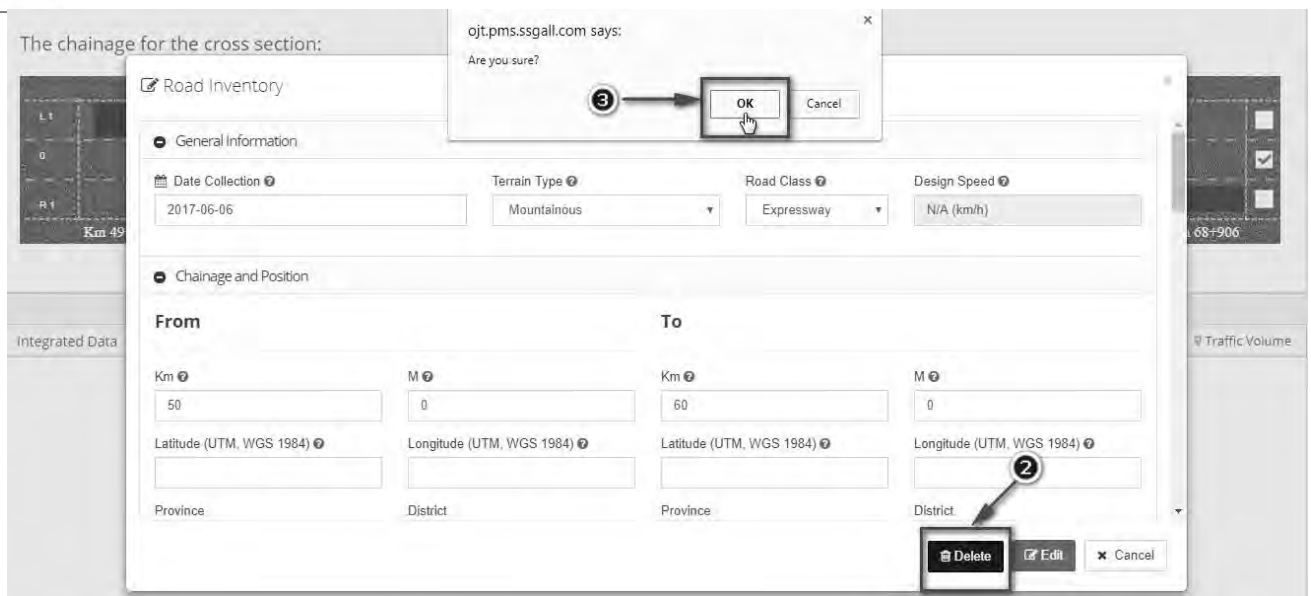 ojt.pms.ssgall.com says:
Are you sure?
OK
Cancel
3
The chainage for the cross section:
Road Inventory
L1
0
R1
Km 49
68+906
General Information
Date Collection
Terrain Type
Road Class
Design Speed
2017-06-06
Mountainous
Expressway
N/A (km/h)
Chainage and Position
From
To
Integrated Data
Traffic Volume
Km
M
Km
M
50
0
60
0
Latitude (UTM, WGS 1984)
Longitude (UTM, WGS 1984)
Latitude (UTM, WGS 1984)
Longitude (UTM, WGS 1984)
2
Province
District
Province
District
Delete
Edit
Cancel